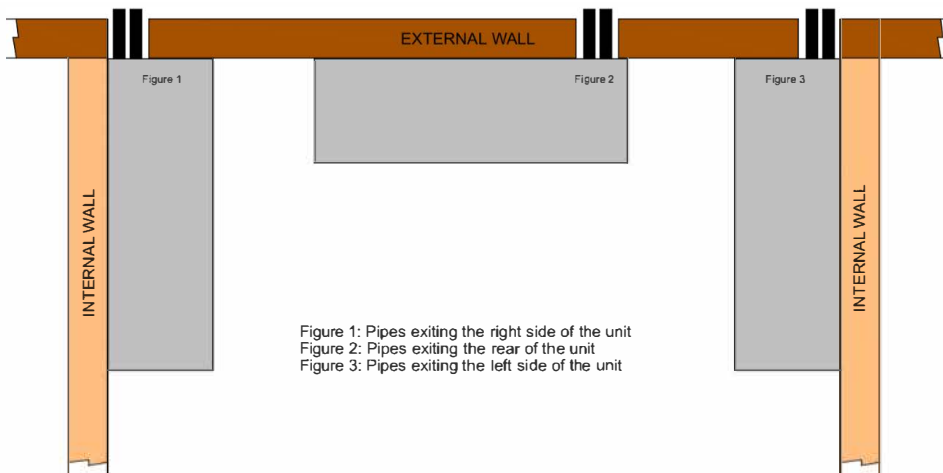 EXTERNAL WALL
Figure 1
Figure 2
Figure 3
INTERNAL WALL
INTERNAL WALL
Figure 1: Pipes exiting the right side of the unit
Figure 2: Pipes exiting the rear of the unit
Figure 3: Pipes exiting the left side of the unit